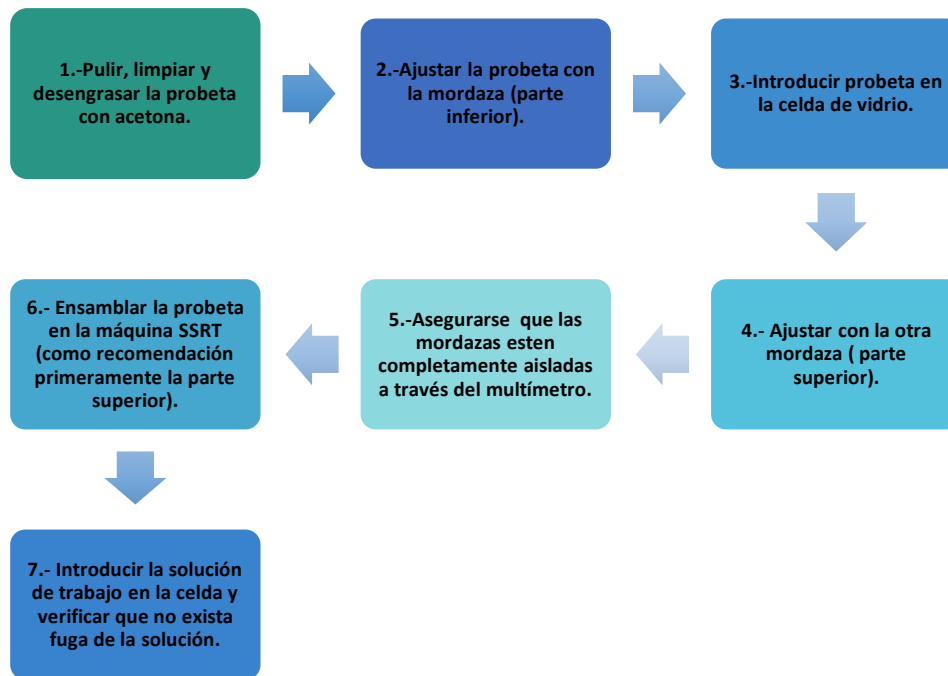 1.-Pulir, limpiar y
desengrasar la probeta
con acetona.
2.-Ajustar la probeta con
la mordaza (parte
inferior).
3.-Introducir probeta en
la celda de vidrio.
4.- Ajustar con la otra
mordaza ( parte
superior).
5.-Asegurarse  que las
mordazas esten
completamente aisladas
a través del multímetro.
6.- Ensamblar la probeta
en la máquina SSRT
(como recomendación
primeramente la parte
superior).
7.- Introducir la solución
de trabajo en la celda y
verificar que no exista
fuga de la solución.